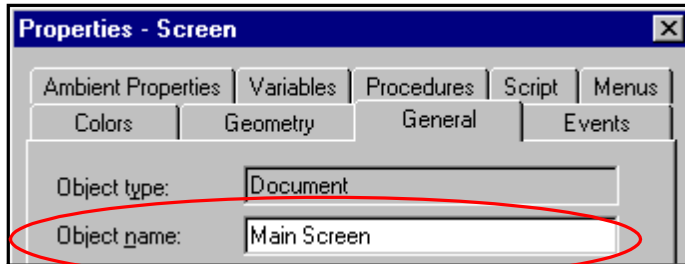 Properties - Screen
Ambient Properties Variables Procedures Script Menus
Colors Geometry General Events
Object type: Document
Object name: Main Screen